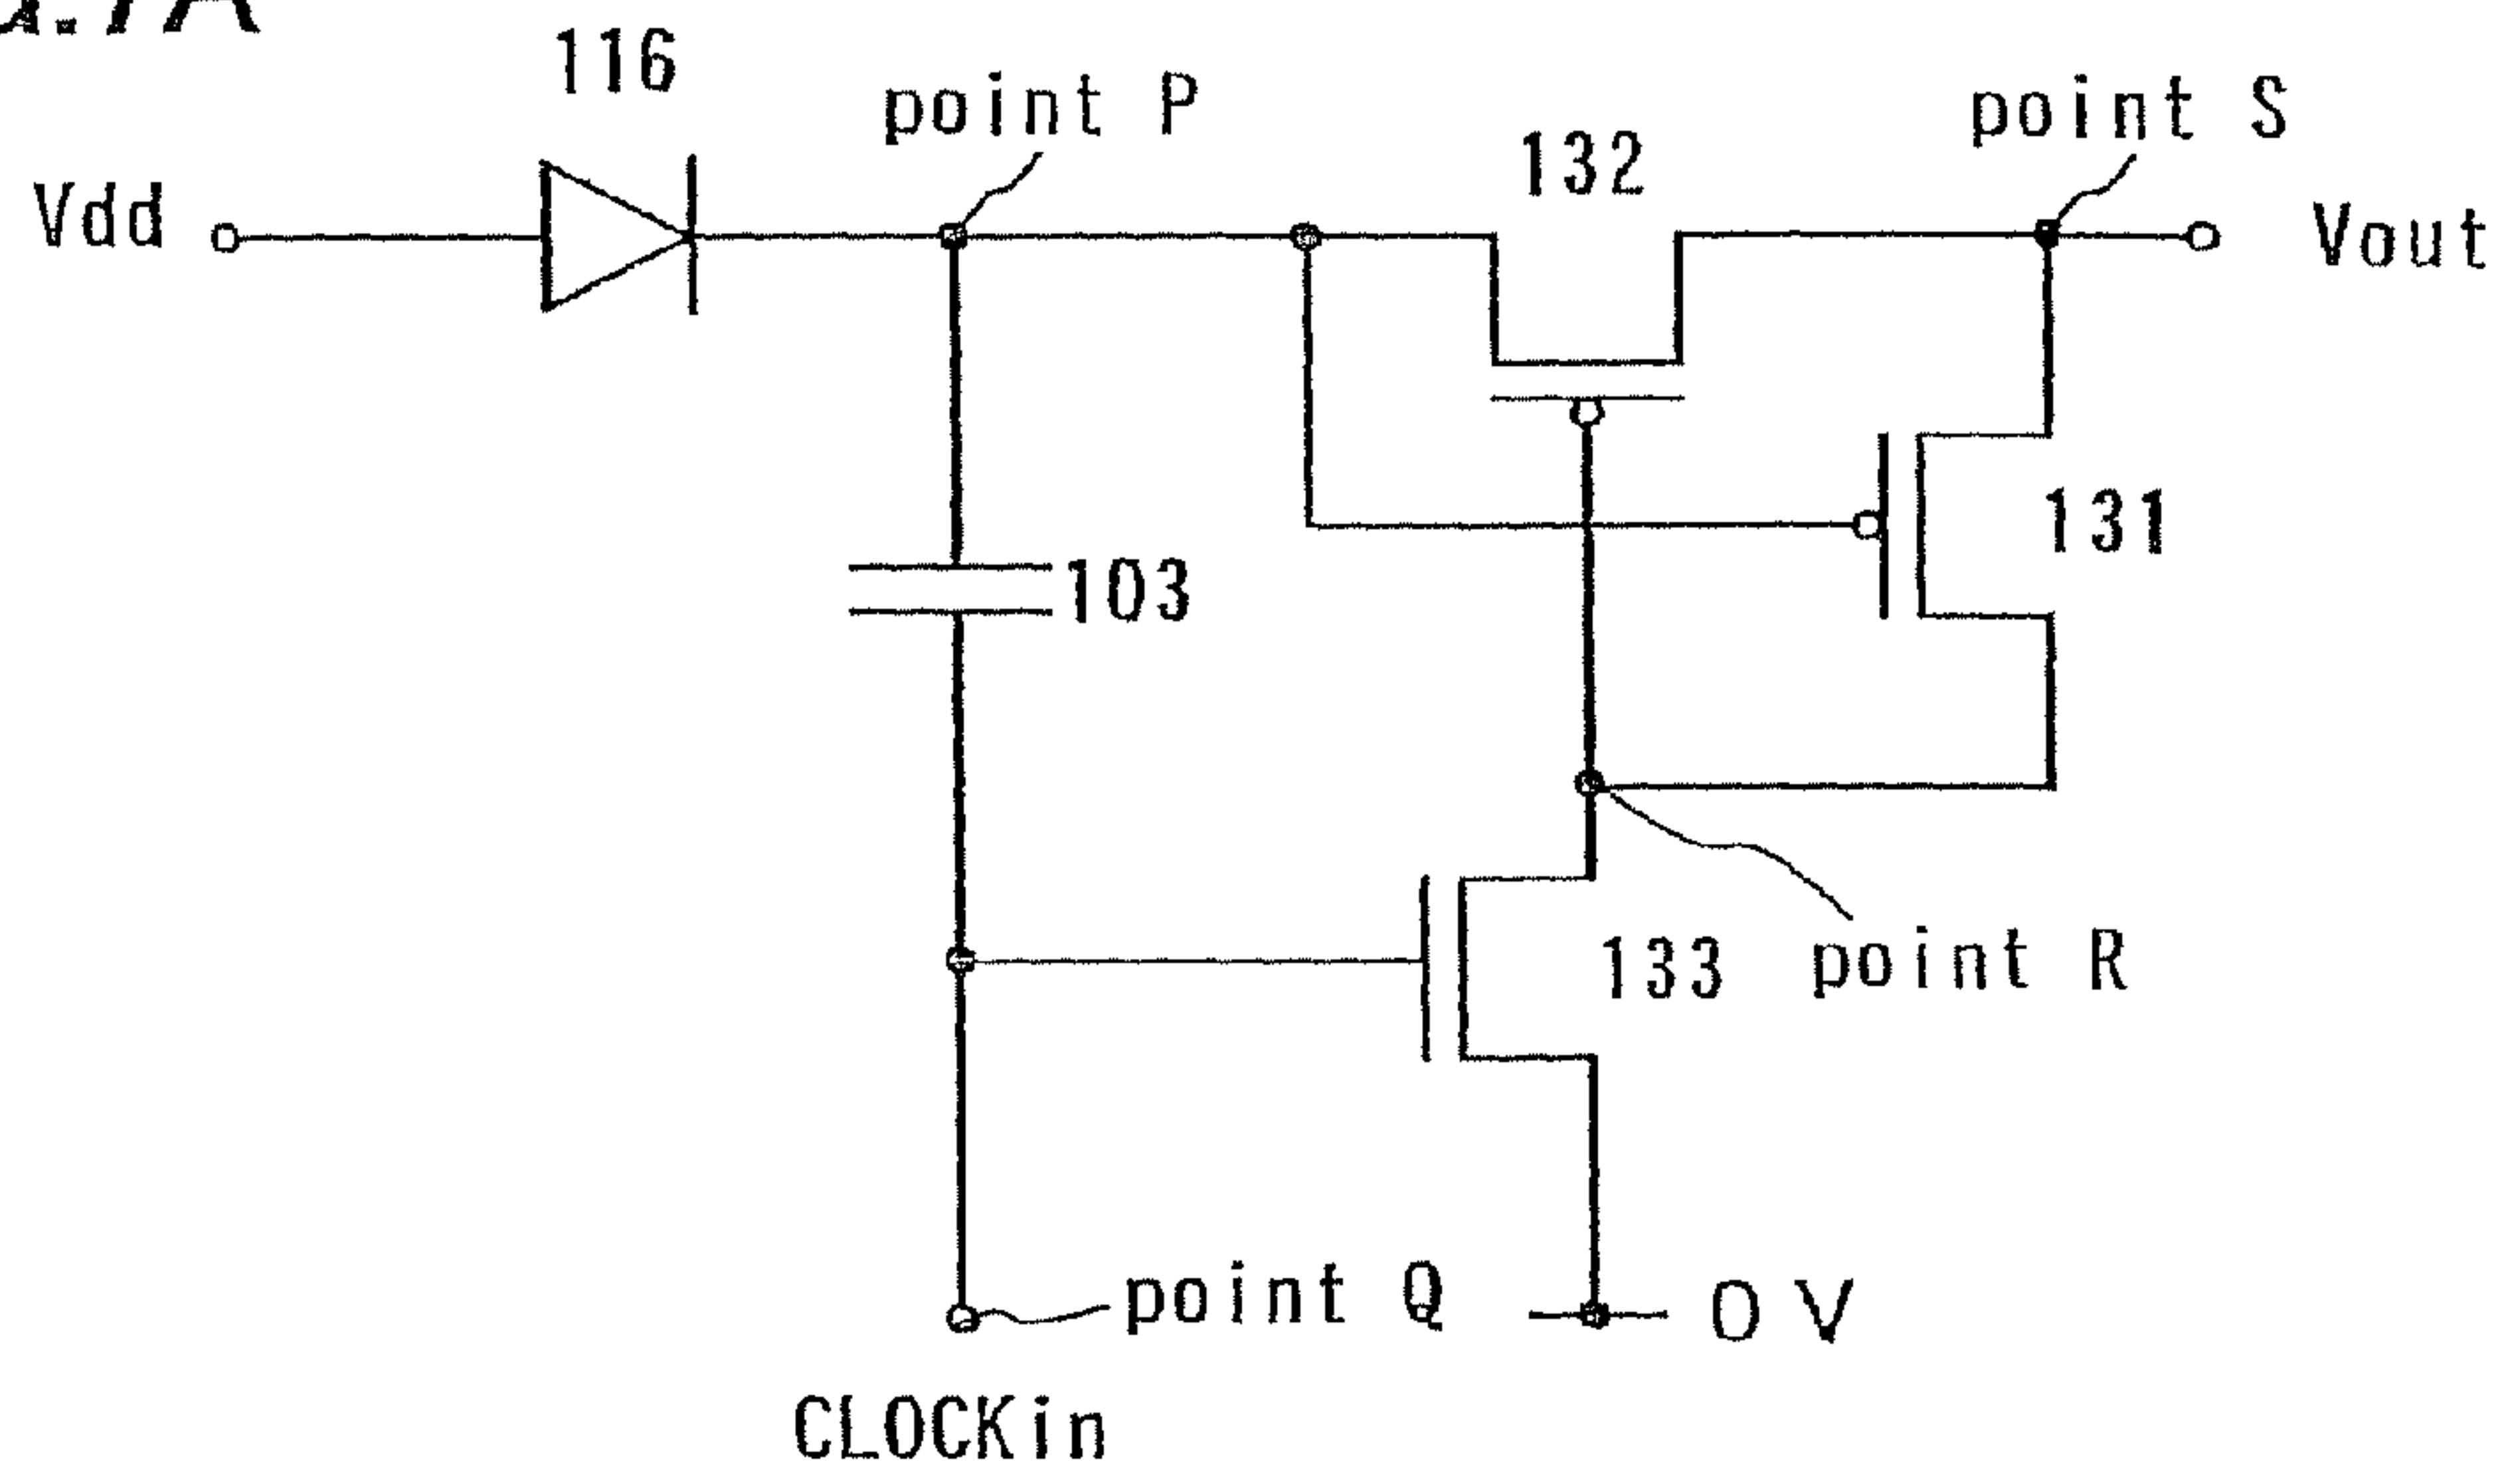 116
point P
point S
132
Vdd
Vout
131
103
133
point R
point Q
0 V
CLOCKin